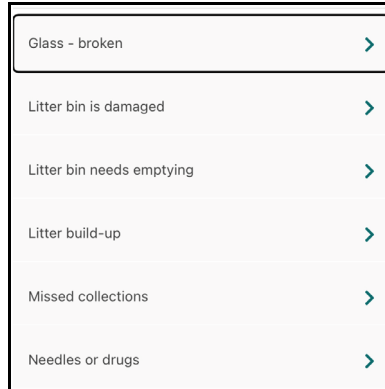 Glass - broken
Litter bin is damaged
Litter bin needs emptying
Litter build-up
Missed collections
Needles or drugs